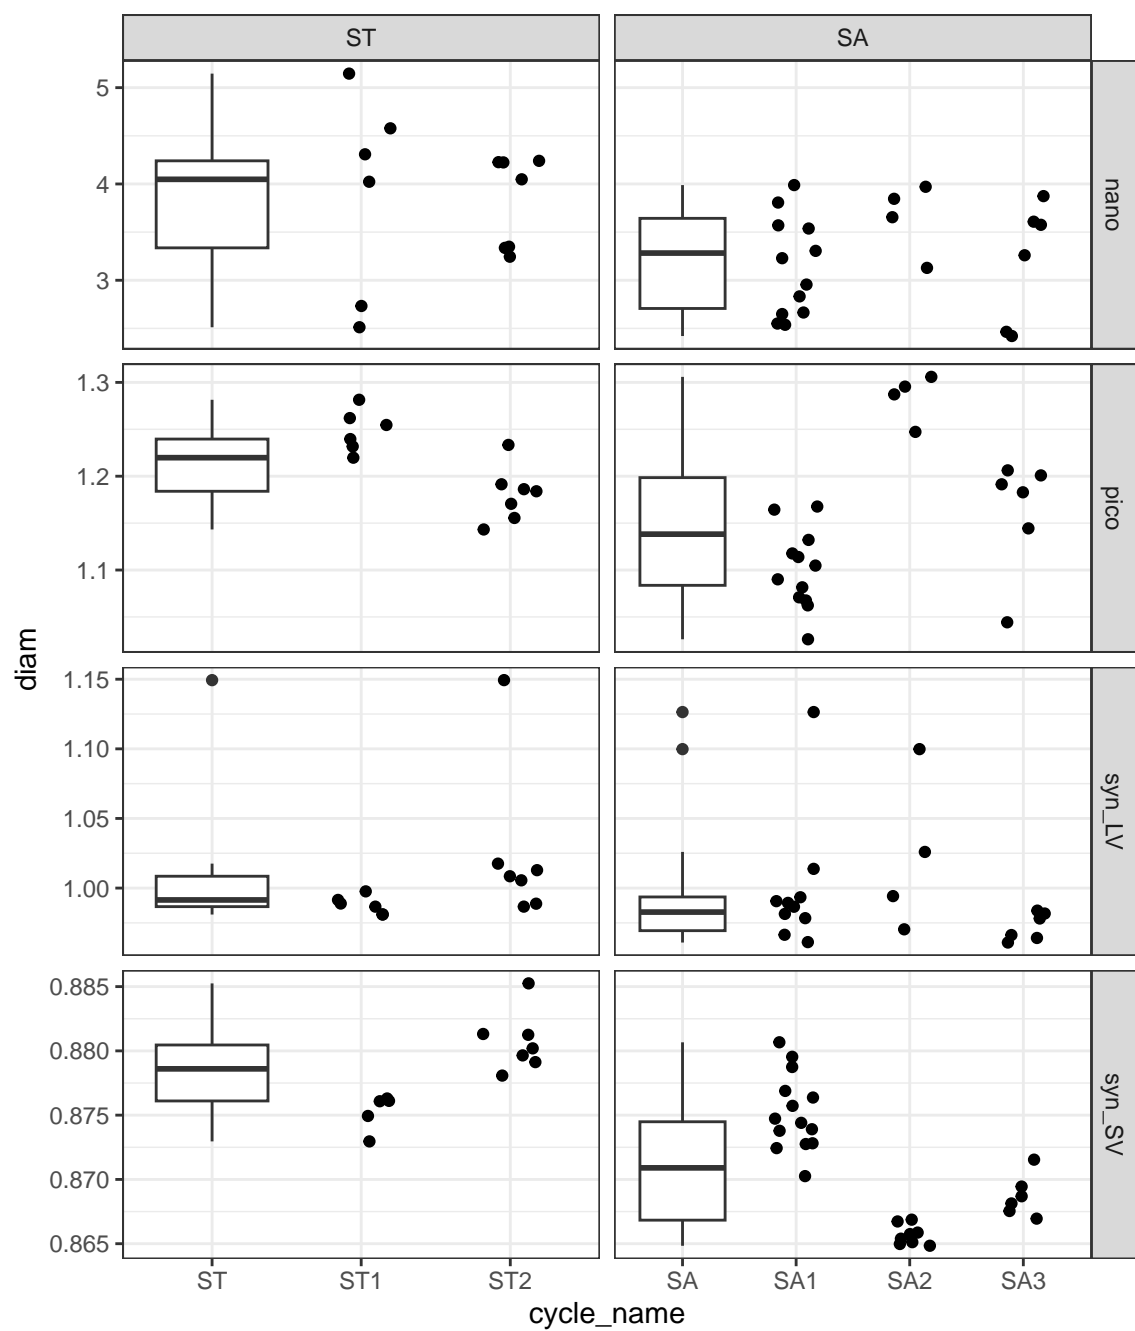 ST
SA
5
4
3
nano
1.3
1.2
1.1
pico
1.15
1.10
1.05
1.00
syn_LV
0.885
0.880
0.875
0.870
0.865
syn_SV
diam
ST
ST1
ST2
SA
SA1
SA2
SA3
cycle_name